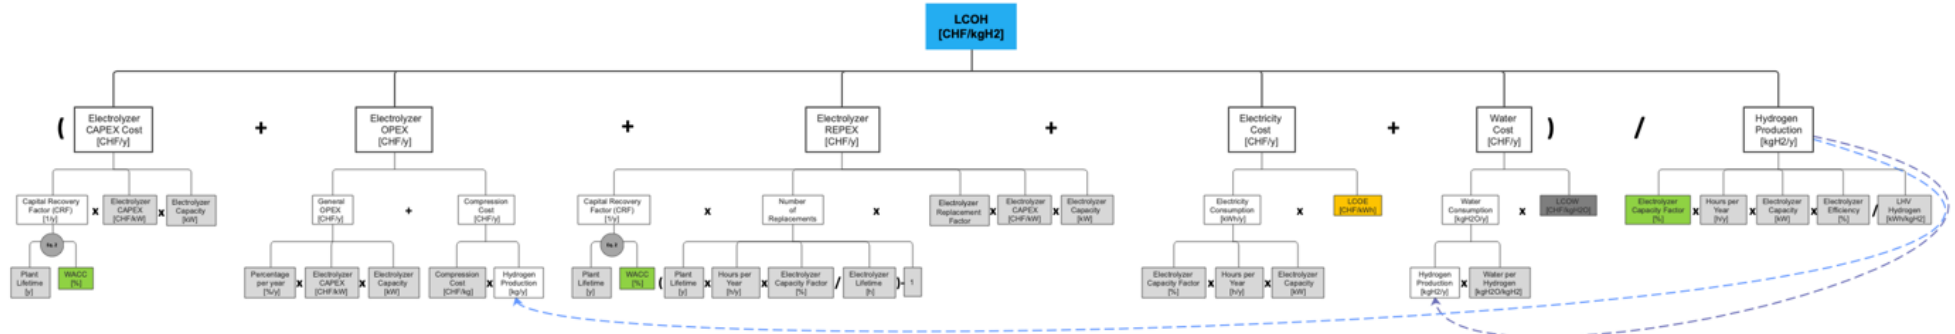 LCOH
[CHF/kgH2]
(
Electrolyzer
CAPEX Cost
[CHF/y]
+
Electrolyzer
OPEX
[CHF/y]
+
Electrolyzer
REPEX
[CHF/y]
+
Electricity
Cost
[CHF/y]
+
Water
Cost
[CHF/y]
)
/
Hydrogen
Production
[kgH2/y]
Capital Recovery
Factor (CRF)
[1/y]
x
Electrolyzer
CAPEX
[CHF/kW]
x
Electrolyzer
Capacity
[kW]
General
OPEX
[CHF/y]
+
Compression
Cost
[CHF/y]
Capital Recovery
Factor (CRF)
[1/y]
x
Number
of
Replacements
x
Electrolyzer
Replacement
Factor
x
Electrolyzer
CAPEX
[CHF/kW]
x
Electrolyzer
Capacity
[kW]
Electricity
Consumption
[kWh/y]
x
LCOE
[CHF/kWh]
Water
Consumption
[kgH2O/y]
x
LCOW
[CHF/kgH2O]
Electrolyzer
Capacity Factor
[%]
x
Hours per
Year
[h/y]
x
Electrolyzer
Capacity
[kW]
x
Electrolyzer
Efficiency
[%]
/
LHV
Hydrogen
[kWh/kgH2]
Plant
Lifetime
[y]
WACC
[%]
Percentage
per year
[%/y]
x
Electrolyzer
CAPEX
[CHF/kW]
x
Electrolyzer
Capacity
[kW]
Compression
Cost
[CHF/kg]
x
Hydrogen
Production
[kg/y]
Plant
Lifetime
[y]
WACC
[%]
(
Plant
Lifetime
[y]
x
Hours per
Year
[h/y]
x
Electrolyzer
Capacity Factor
[%]
/
Electrolyzer
Lifetime
[h]
)-
1
Electrolyzer
Capacity Factor
[%]
x
Hours per
Year
[h/y]
x
Electrolyzer
Capacity
[kW]
Hydrogen
Production
[kgH2/y]
x
Water per
Hydrogen
[kgH2O/kgH2]